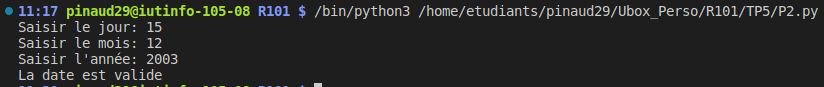 11:17 pinaud29@iutinfo-105-08 R101 $ /bin/python3 /home/etudiants/pinaud29/Ubox_Perso/R101/TP5/P2.py
Saisir le jour: 15
Saisir le mois: 12
Saisir l'année: 2003
La date est valide